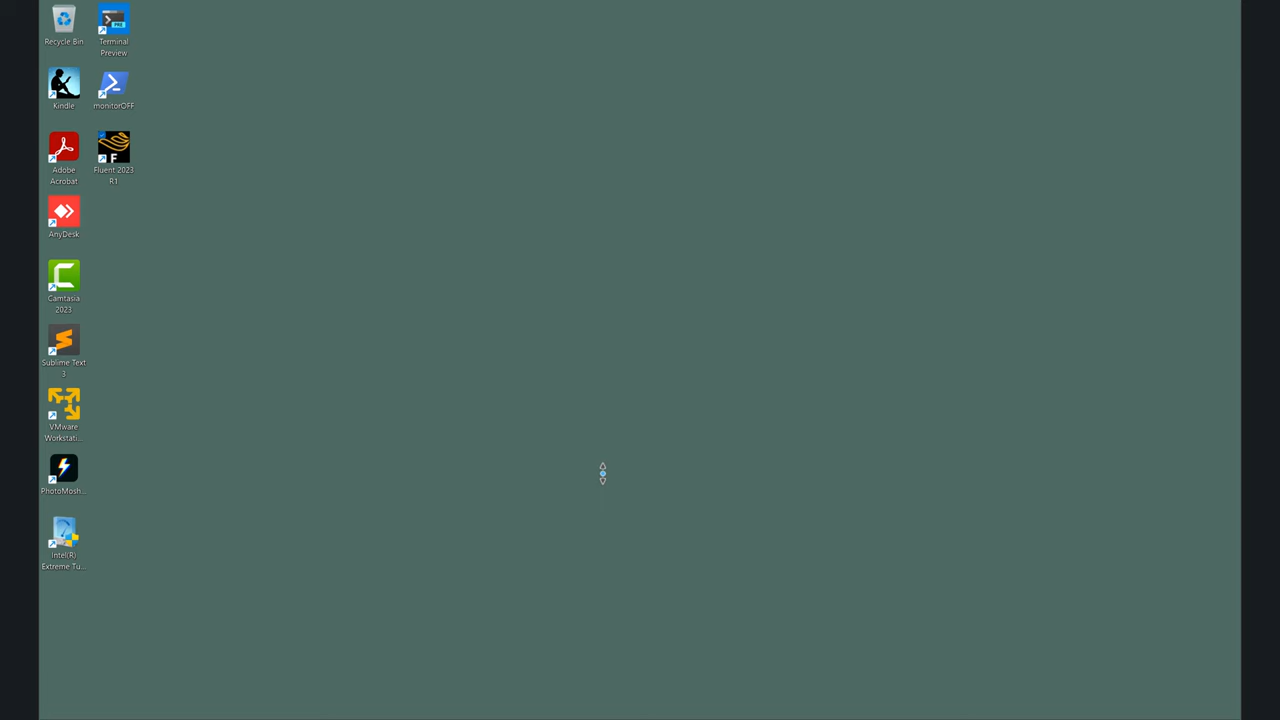 Recycle Bin
Terminal
Preview
Kindle
monitorOFF
Adobe
Acrobat
F
Fluent 2023
R1
AnyDesk
Camtasia
2023
Sublime Text
3
VMware
Workstati...
PhotoMosh...
Intel(R)
Extreme Tu...